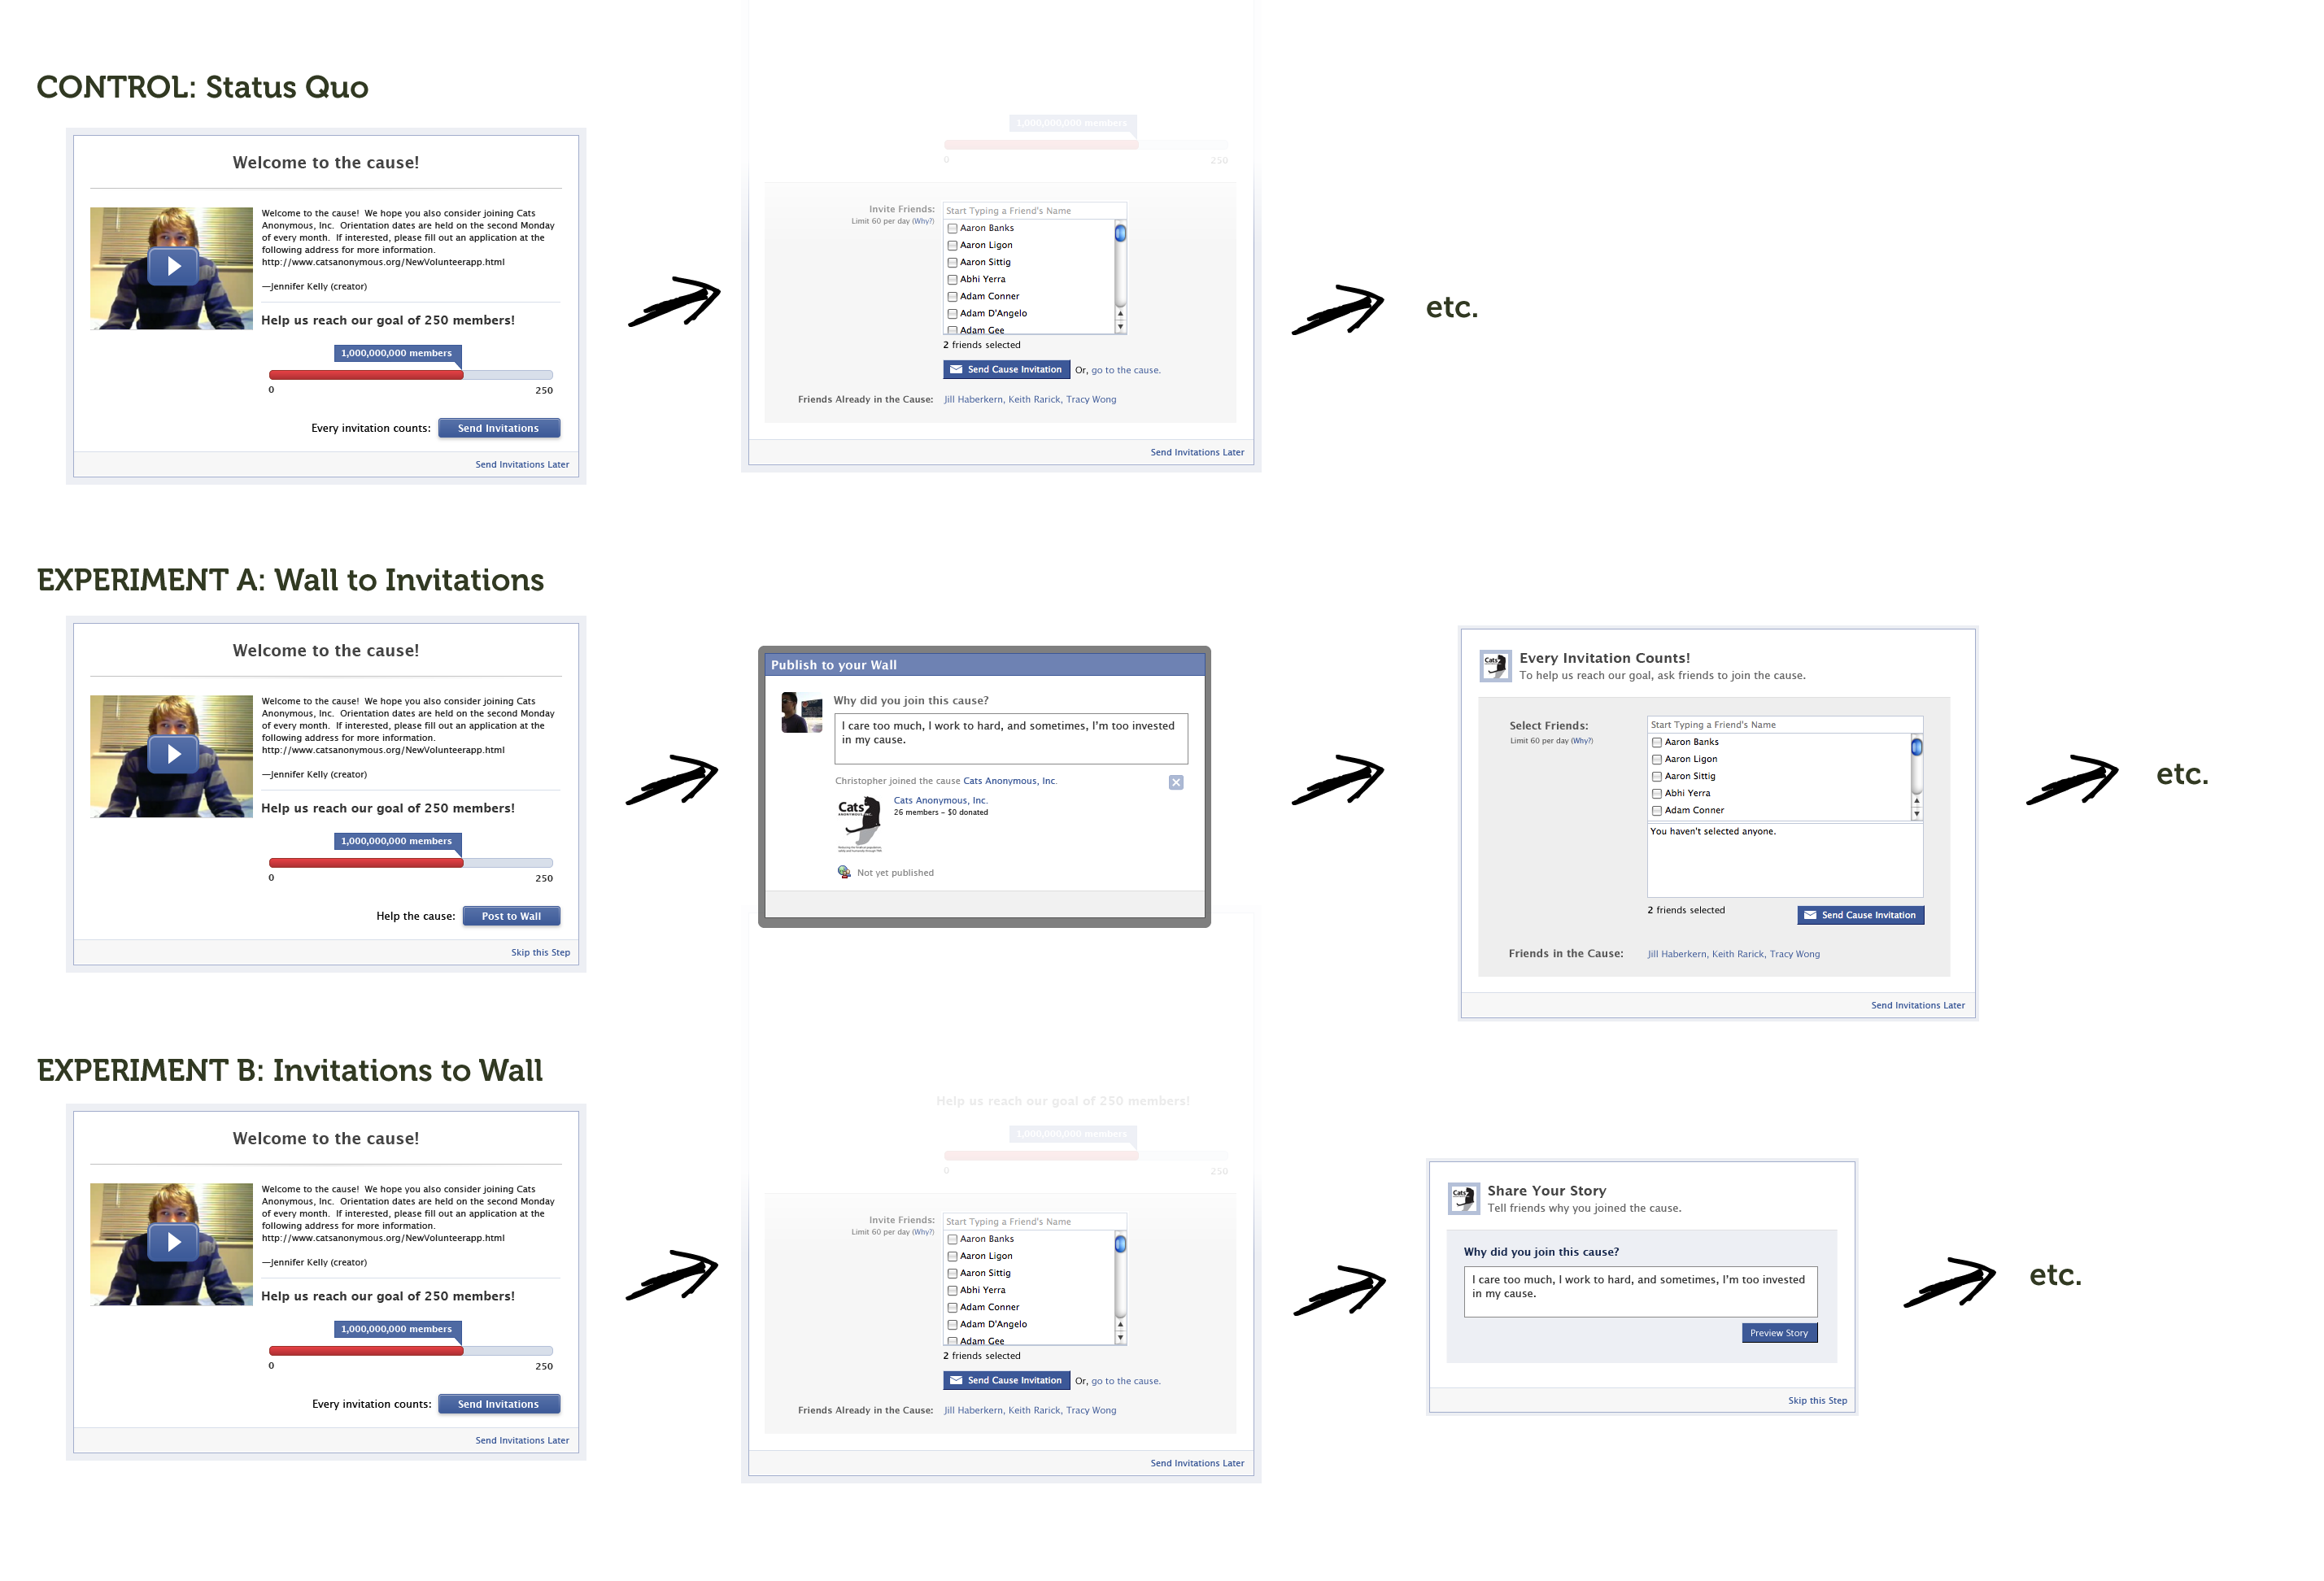 CONTROL: Status Quo
Welcome to the cause!
Welcome to the cause!  We hope you also consider joining Cats
Anonymous, Inc.  Orientation dates are held on the second Monday
of every month.  If interested, please fill out an application at the
following address for more information.
http://www.catsanonymous.org/NewVolunteerapp.html
—Jennifer Kelly (creator)
Help us reach our goal of 250 members!
1,000,000,000 members
0
250
Every invitation counts:
Send Invitations
Send Invitations Later
1,000,000,000 members
0
250
Invite Friends:
Limit 60 per day (Why?)
Start Typing a Friend's Name
Aaron Banks
Aaron Ligon
Aaron Sittig
Abhi Yerra
Adam Conner
Adam D'Angelo
Adam Gee
2 friends selected
Send Cause Invitation
Or, go to the cause.
Friends Already in the Cause:
Jill Haberkern, Keith Rarick, Tracy Wong
Send Invitations Later
etc.
EXPERIMENT A: Wall to Invitations
Welcome to the cause!
Welcome to the cause!  We hope you also consider joining Cats
Anonymous, Inc.  Orientation dates are held on the second Monday
of every month.  If interested, please fill out an application at the
following address for more information.
http://www.catsanonymous.org/NewVolunteerapp.html
—Jennifer Kelly (creator)
Help us reach our goal of 250 members!
1,000,000,000 members
0
250
Help the cause:
Post to Wall
Skip this Step
Publish to your Wall
Why did you join this cause?
I care too much, I work to hard, and sometimes, I'm too invested
in my cause.
Christopher joined the cause Cats Anonymous, Inc.
Cats
ANONYMOUS, INC.
Cats Anonymous, Inc.
26 members – $0 donated
Not yet published
Cats
Every Invitation Counts!
To help us reach our goal, ask friends to join the cause.
Select Friends:
Limit 60 per day (Why?)
Start Typing a Friend's Name
Aaron Banks
Aaron Ligon
Aaron Sittig
Abhi Yerra
Adam Conner
You haven't selected anyone.
2 friends selected
Send Cause Invitation
Friends in the Cause:
Jill Haberkern, Keith Rarick, Tracy Wong
Send Invitations Later
etc.
EXPERIMENT B: Invitations to Wall
Welcome to the cause!
Welcome to the cause!  We hope you also consider joining Cats
Anonymous, Inc.  Orientation dates are held on the second Monday
of every month.  If interested, please fill out an application at the
following address for more information.
http://www.catsanonymous.org/NewVolunteerapp.html
—Jennifer Kelly (creator)
Help us reach our goal of 250 members!
1,000,000,000 members
0
250
Every invitation counts:
Send Invitations
Send Invitations Later
Help us reach our goal of 250 members!
1,000,000,000 members
0
250
Invite Friends:
Limit 60 per day (Why?)
Start Typing a Friend's Name
Aaron Banks
Aaron Ligon
Aaron Sittig
Abhi Yerra
Adam Conner
Adam D'Angelo
Adam Gee
2 friends selected
Send Cause Invitation
Or, go to the cause.
Friends Already in the Cause:
Jill Haberkern, Keith Rarick, Tracy Wong
Send Invitations Later
Cats
Share Your Story
Tell friends why you joined the cause.
Why did you join this cause?
I care too much, I work to hard, and sometimes, I'm too invested
in my cause.
Preview Story
Skip this Step
etc.